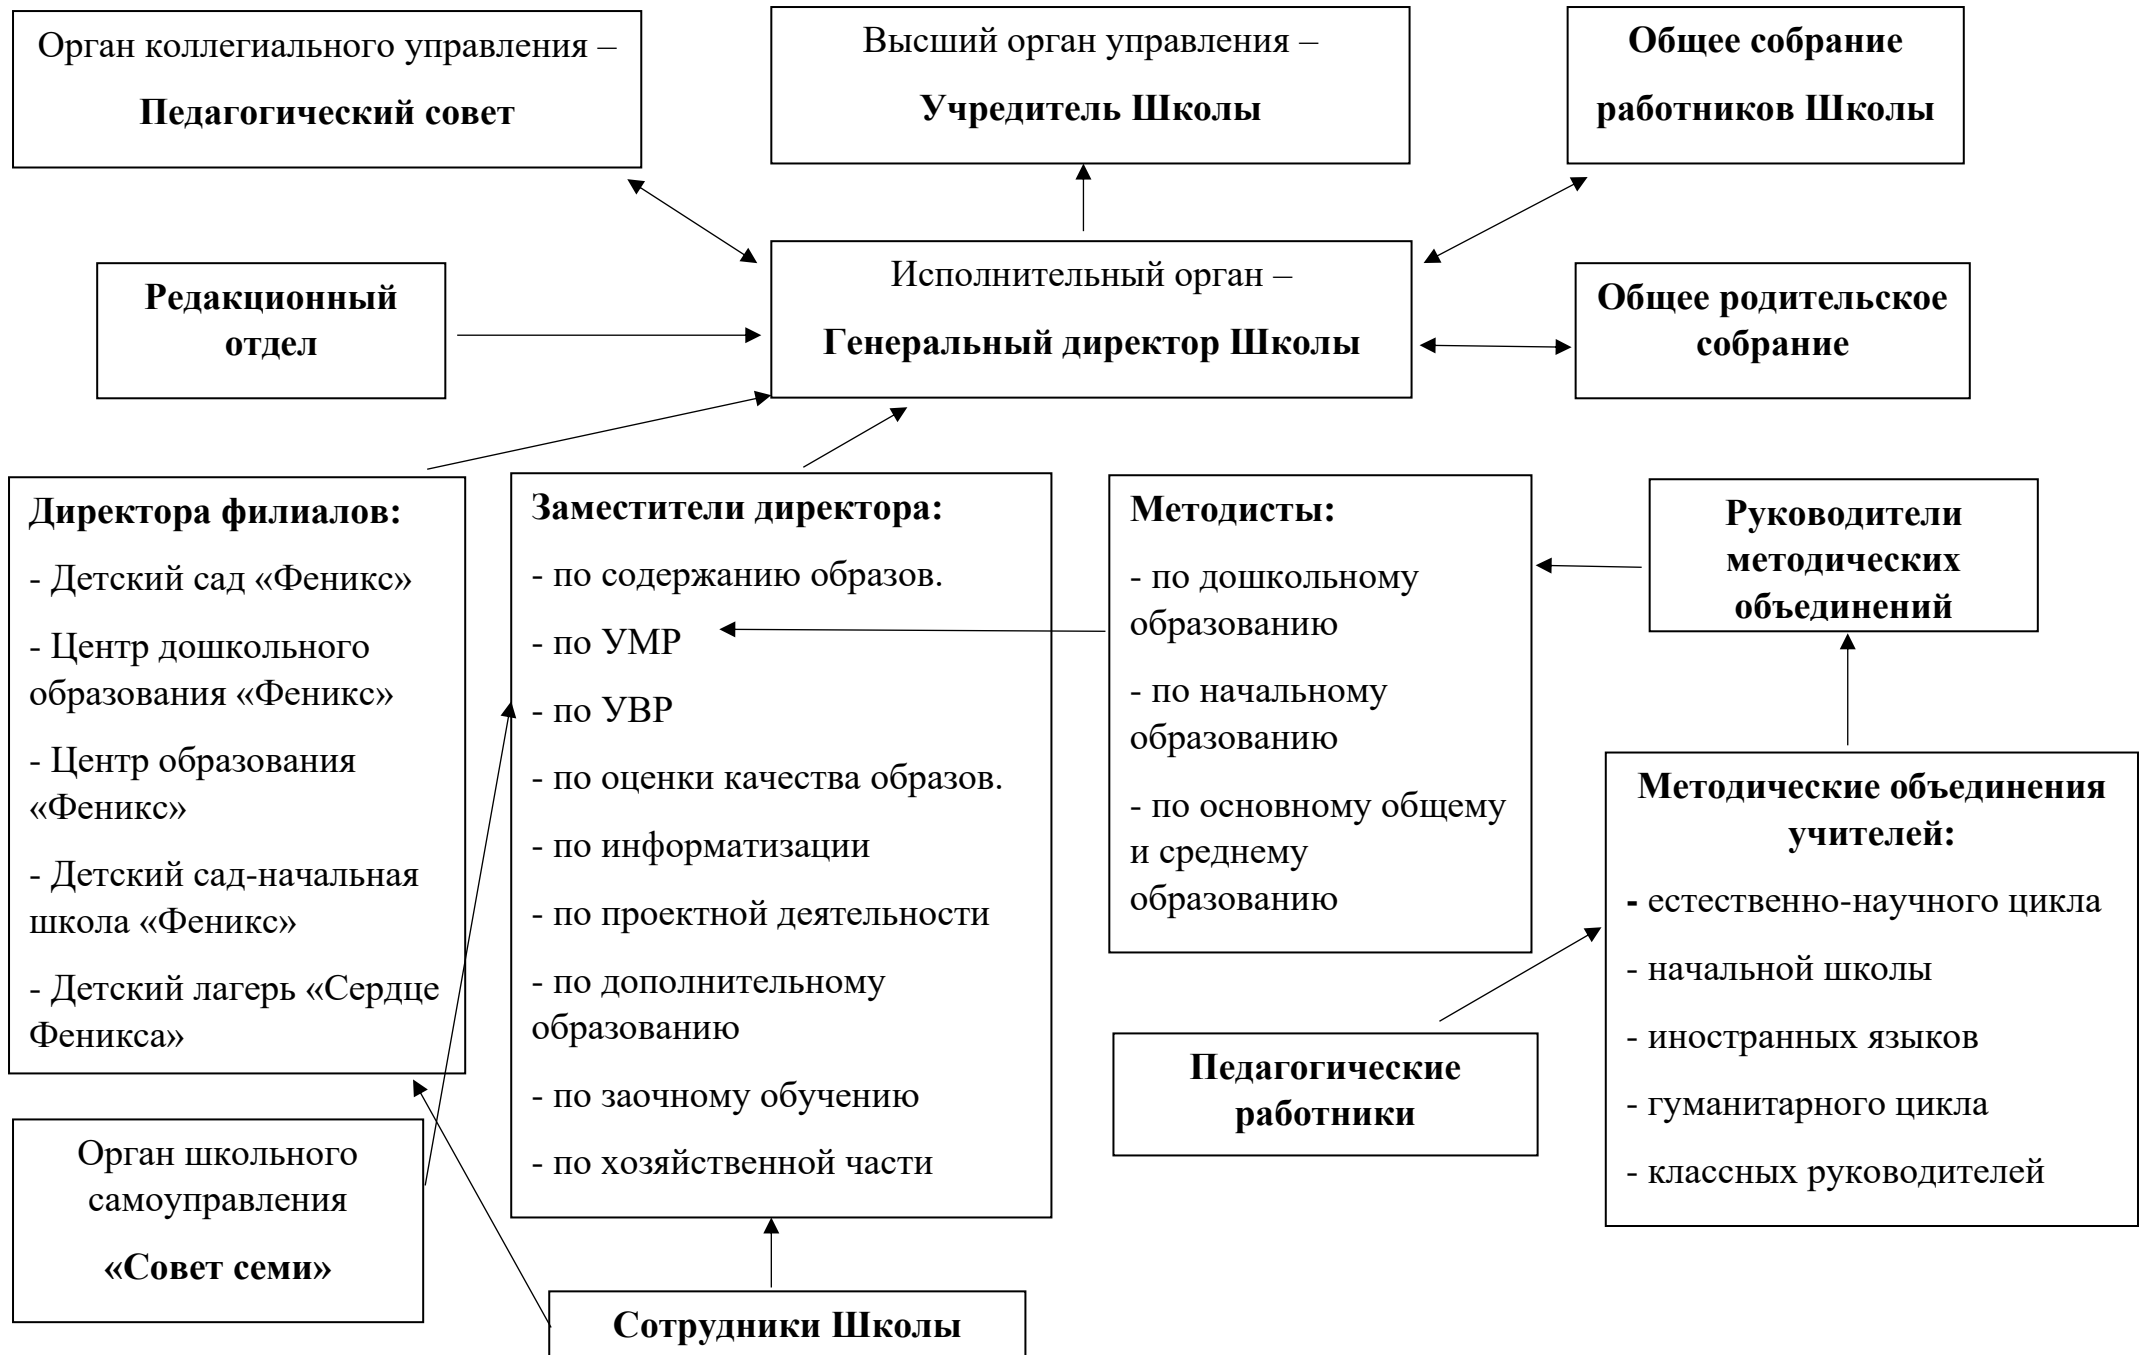 Орган коллегиального управления –
Педагогический совет
Высший орган управления –
Учредитель Школы
Общее собрание
работников Школы
Редакционный
отдел
Исполнительный орган –
Генеральный директор Школы
Общее родительское
собрание
Директора филиалов:
- Детский сад «Феникс»
- Центр дошкольного
образования «Феникс»
- Центр образования
«Феникс»
- Детский сад-начальная
школа «Феникс»
- Детский лагерь «Сердце
Феникса»
Заместители директора:
- по содержанию образов.
- по УМР
- по УВР
- по оценки качества образов.
- по информатизации
- по проектной деятельности
- по дополнительному
образованию
- по заочному обучению
- по хозяйственной части
Методисты:
- по дошкольному
образованию
- по начальному
образованию
- по основному общему
и среднему
образованию
Руководители
методических
объединений
Методические объединения
учителей:
- естественно-научного цикла
- начальной школы
- иностранных языков
- гуманитарного цикла
- классных руководителей
Педагогические
работники
Орган школьного
самоуправления
«Совет семи»
Сотрудники Школы